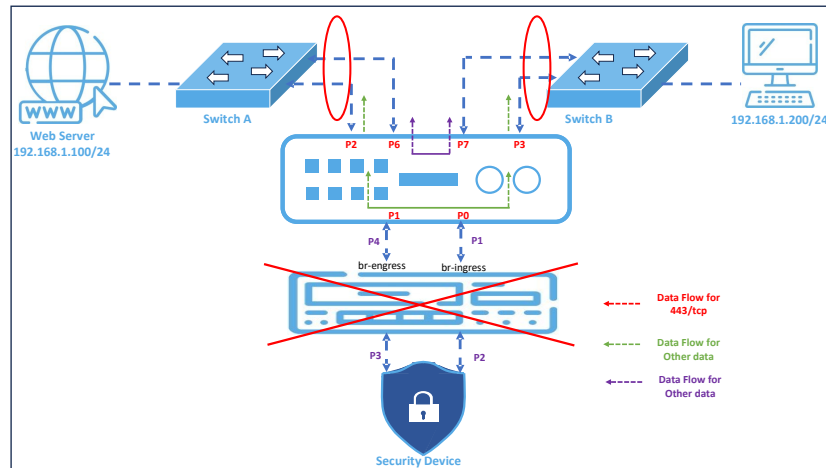 WWW
Web Server
192.168.1.100/24
Switch A
Switch B
192.168.1.200/24
P2
P6
P7
P3
P1
P0
P4
P1
br-engress
br-ingress
P3
P2
Data Flow for
443/tcp
Data Flow for
Other data
Data Flow for
Other data
Security Device